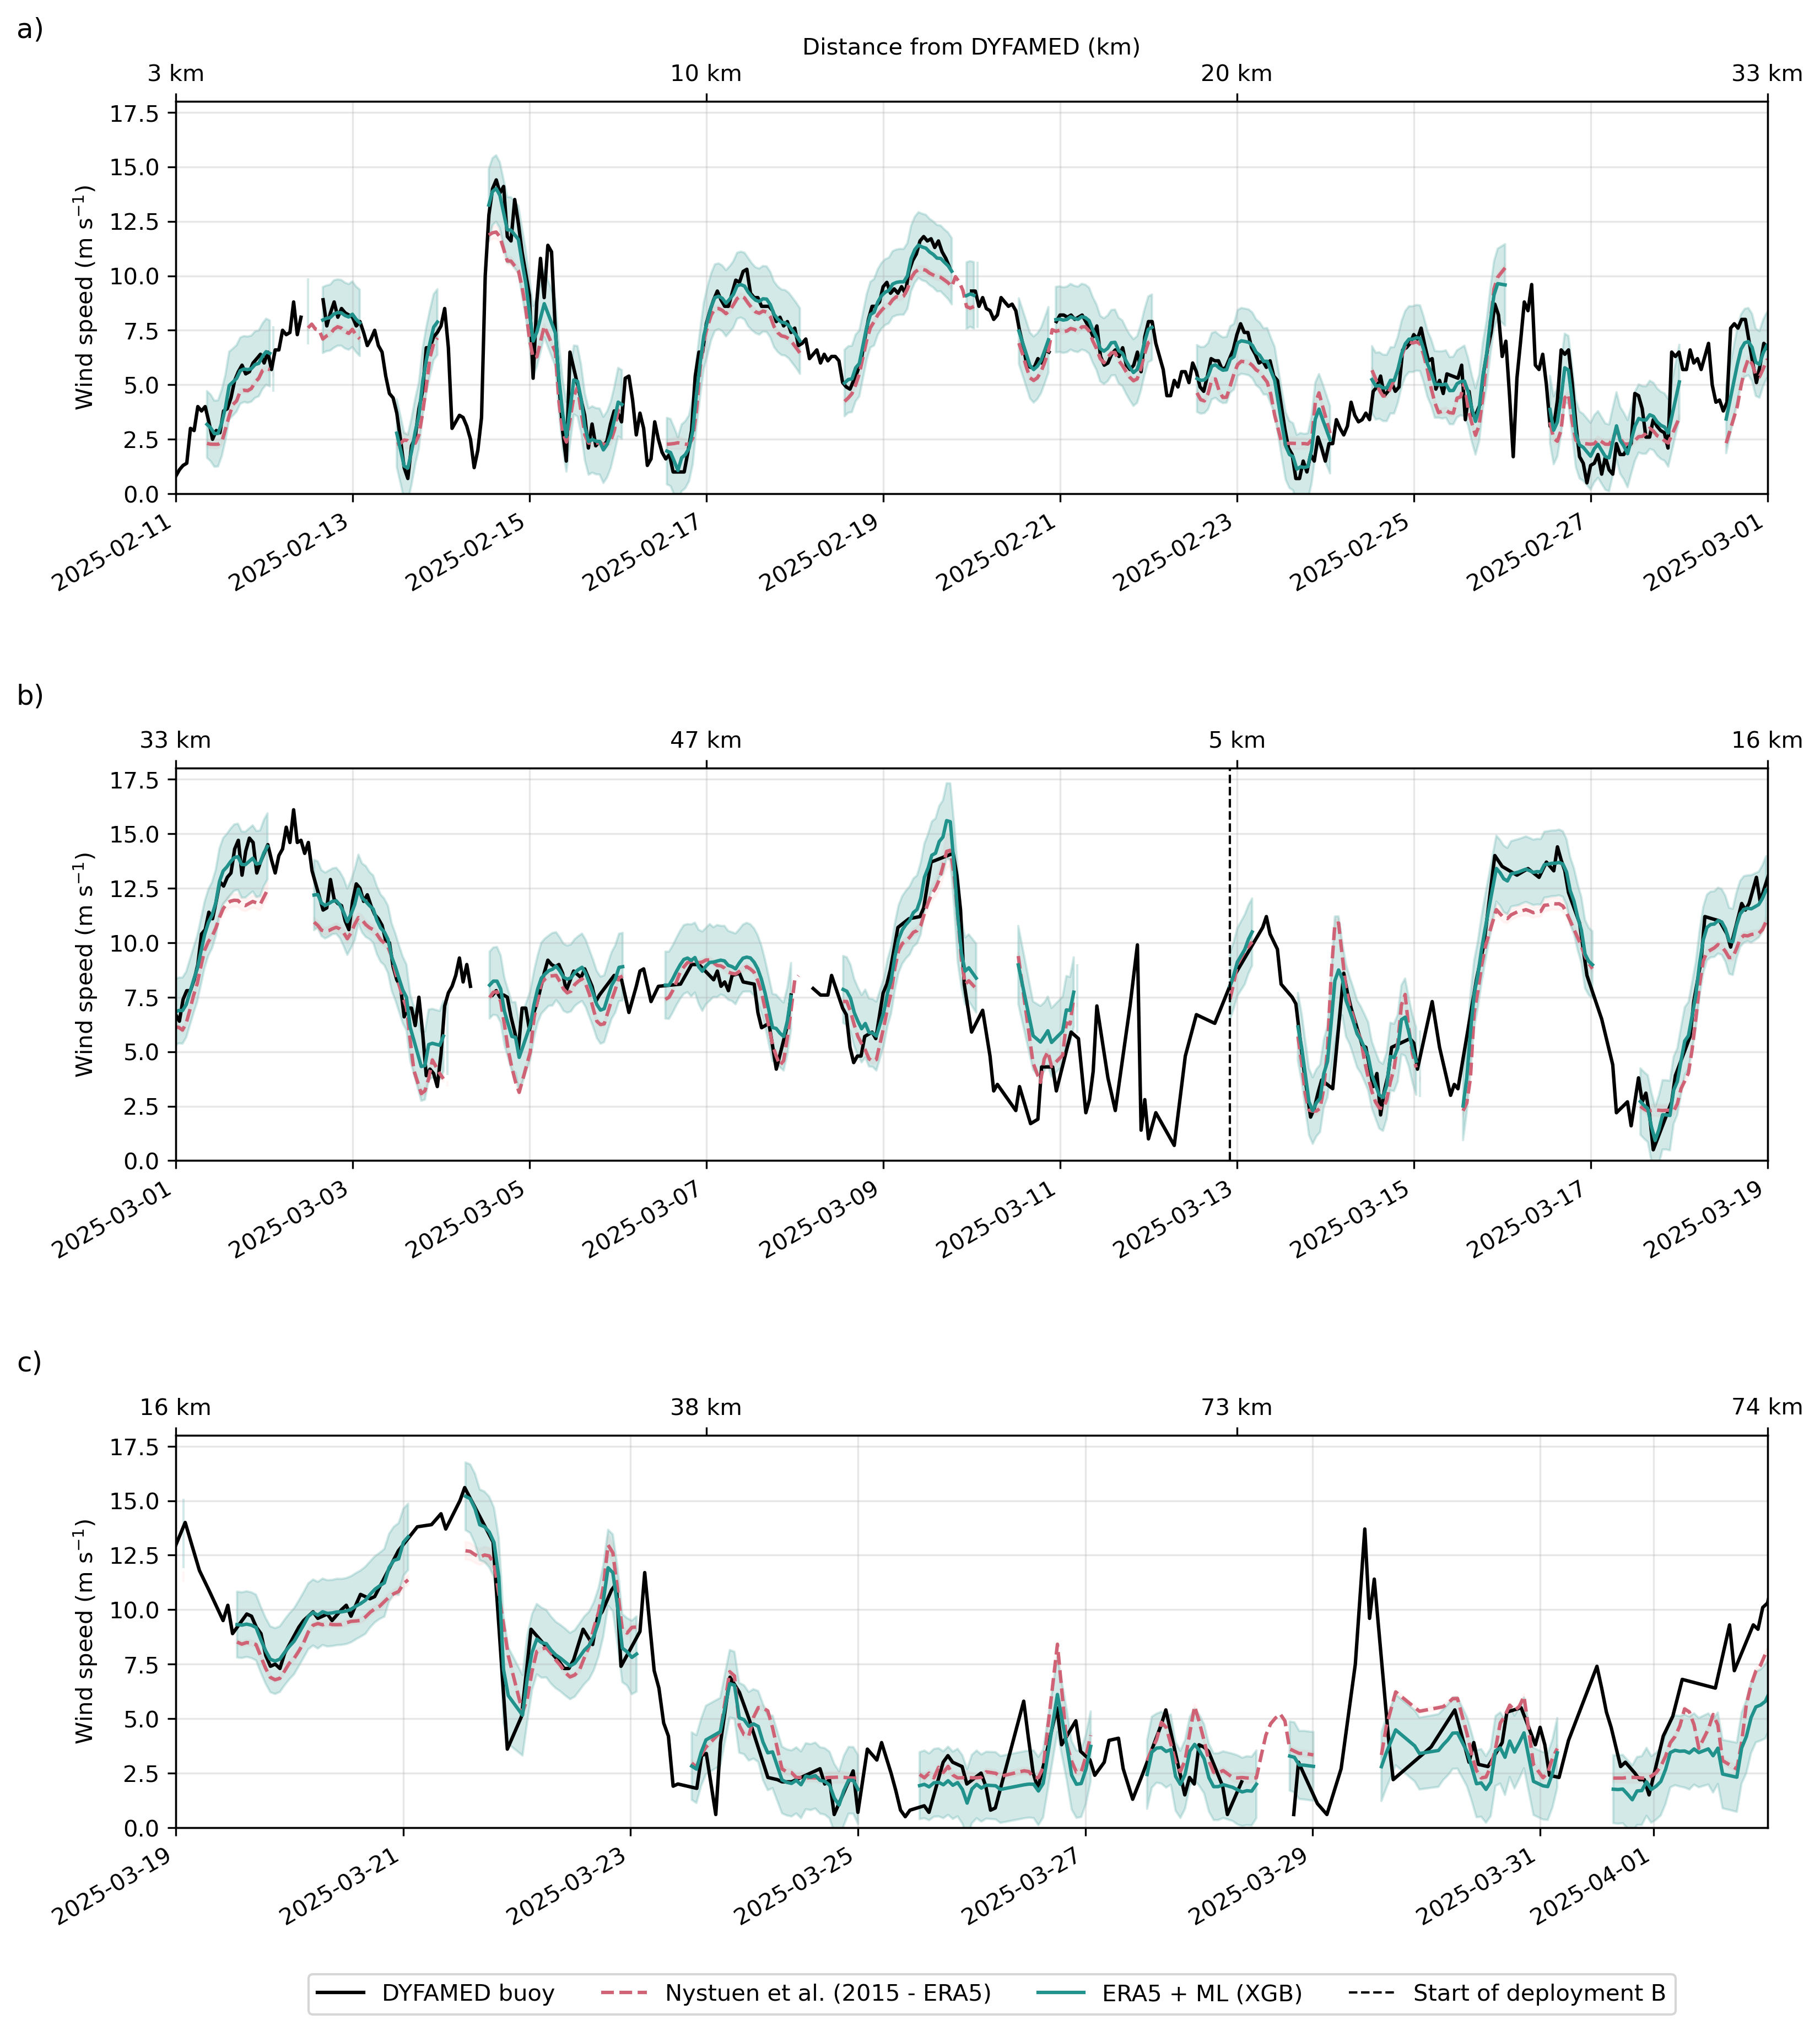 a)
Distance from DYFAMED (km)
3 km 10 km 20 km 33 km
Wind speed (m s⁻¹)
17.5
15.0
12.5
10.0
7.5
5.0
2.5
0.0
2025-02-11 2025-02-13 2025-02-15 2025-02-17 2025-02-19 2025-02-21 2025-02-23 2025-02-25 2025-02-27 2025-03-01
b)
33 km 47 km 5 km 16 km
Wind speed (m s⁻¹)
17.5
15.0
12.5
10.0
7.5
5.0
2.5
0.0
2025-03-01 2025-03-03 2025-03-05 2025-03-07 2025-03-09 2025-03-11 2025-03-13 2025-03-15 2025-03-17 2025-03-19
c)
16 km 38 km 73 km 74 km
Wind speed (m s⁻¹)
17.5
15.0
12.5
10.0
7.5
5.0
2.5
0.0
2025-03-19 2025-03-21 2025-03-23 2025-03-25 2025-03-27 2025-03-29 2025-03-31 2025-04-01
DYFAMED buoy Nystuen et al. (2015 - ERA5) ERA5 + ML (XGB) Start of deployment B